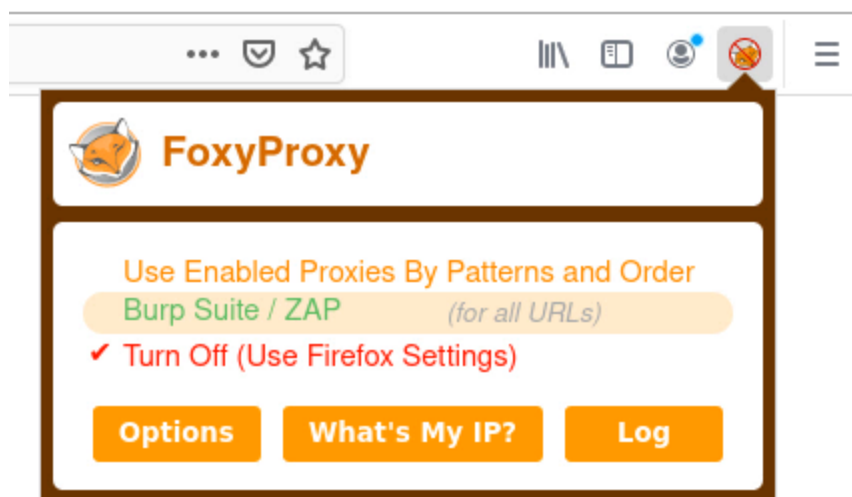 FoxyProxy
Use Enabled Proxies By Patterns and Order
Burp Suite / ZAP (for all URLs)
✔ Turn Off (Use Firefox Settings)
Options What's My IP? Log